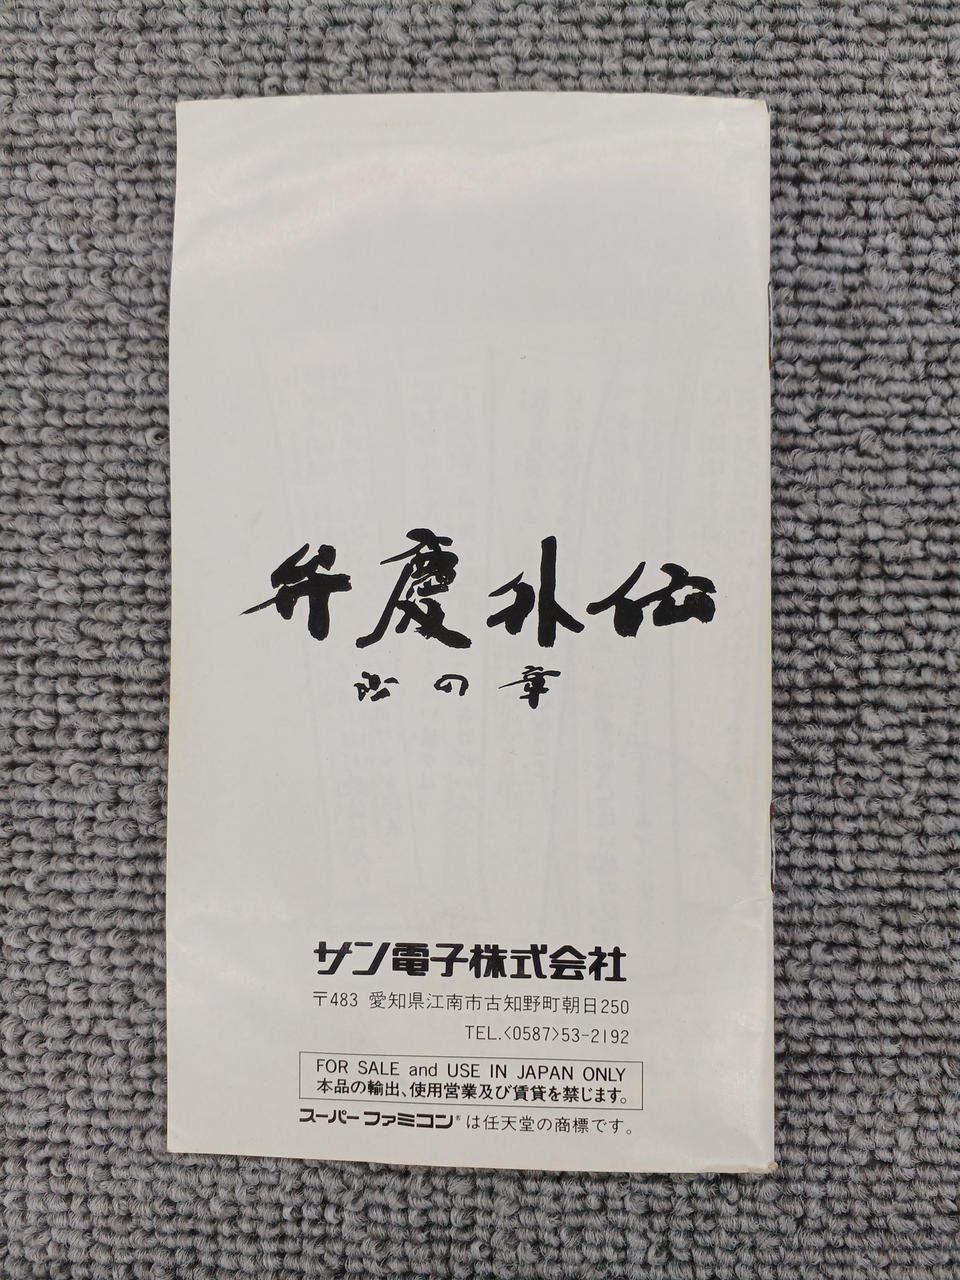 弁慶外伝
沙の章
サン電子株式会社
〒483 愛知県江南市古知野町朝日250
TEL.<0587>53-2192
FOR SALE and USE IN JAPAN ONLY
本品の輸出、使用営業及び賃貸を禁じます。
スーパーファミコン®は任天堂の商標です。